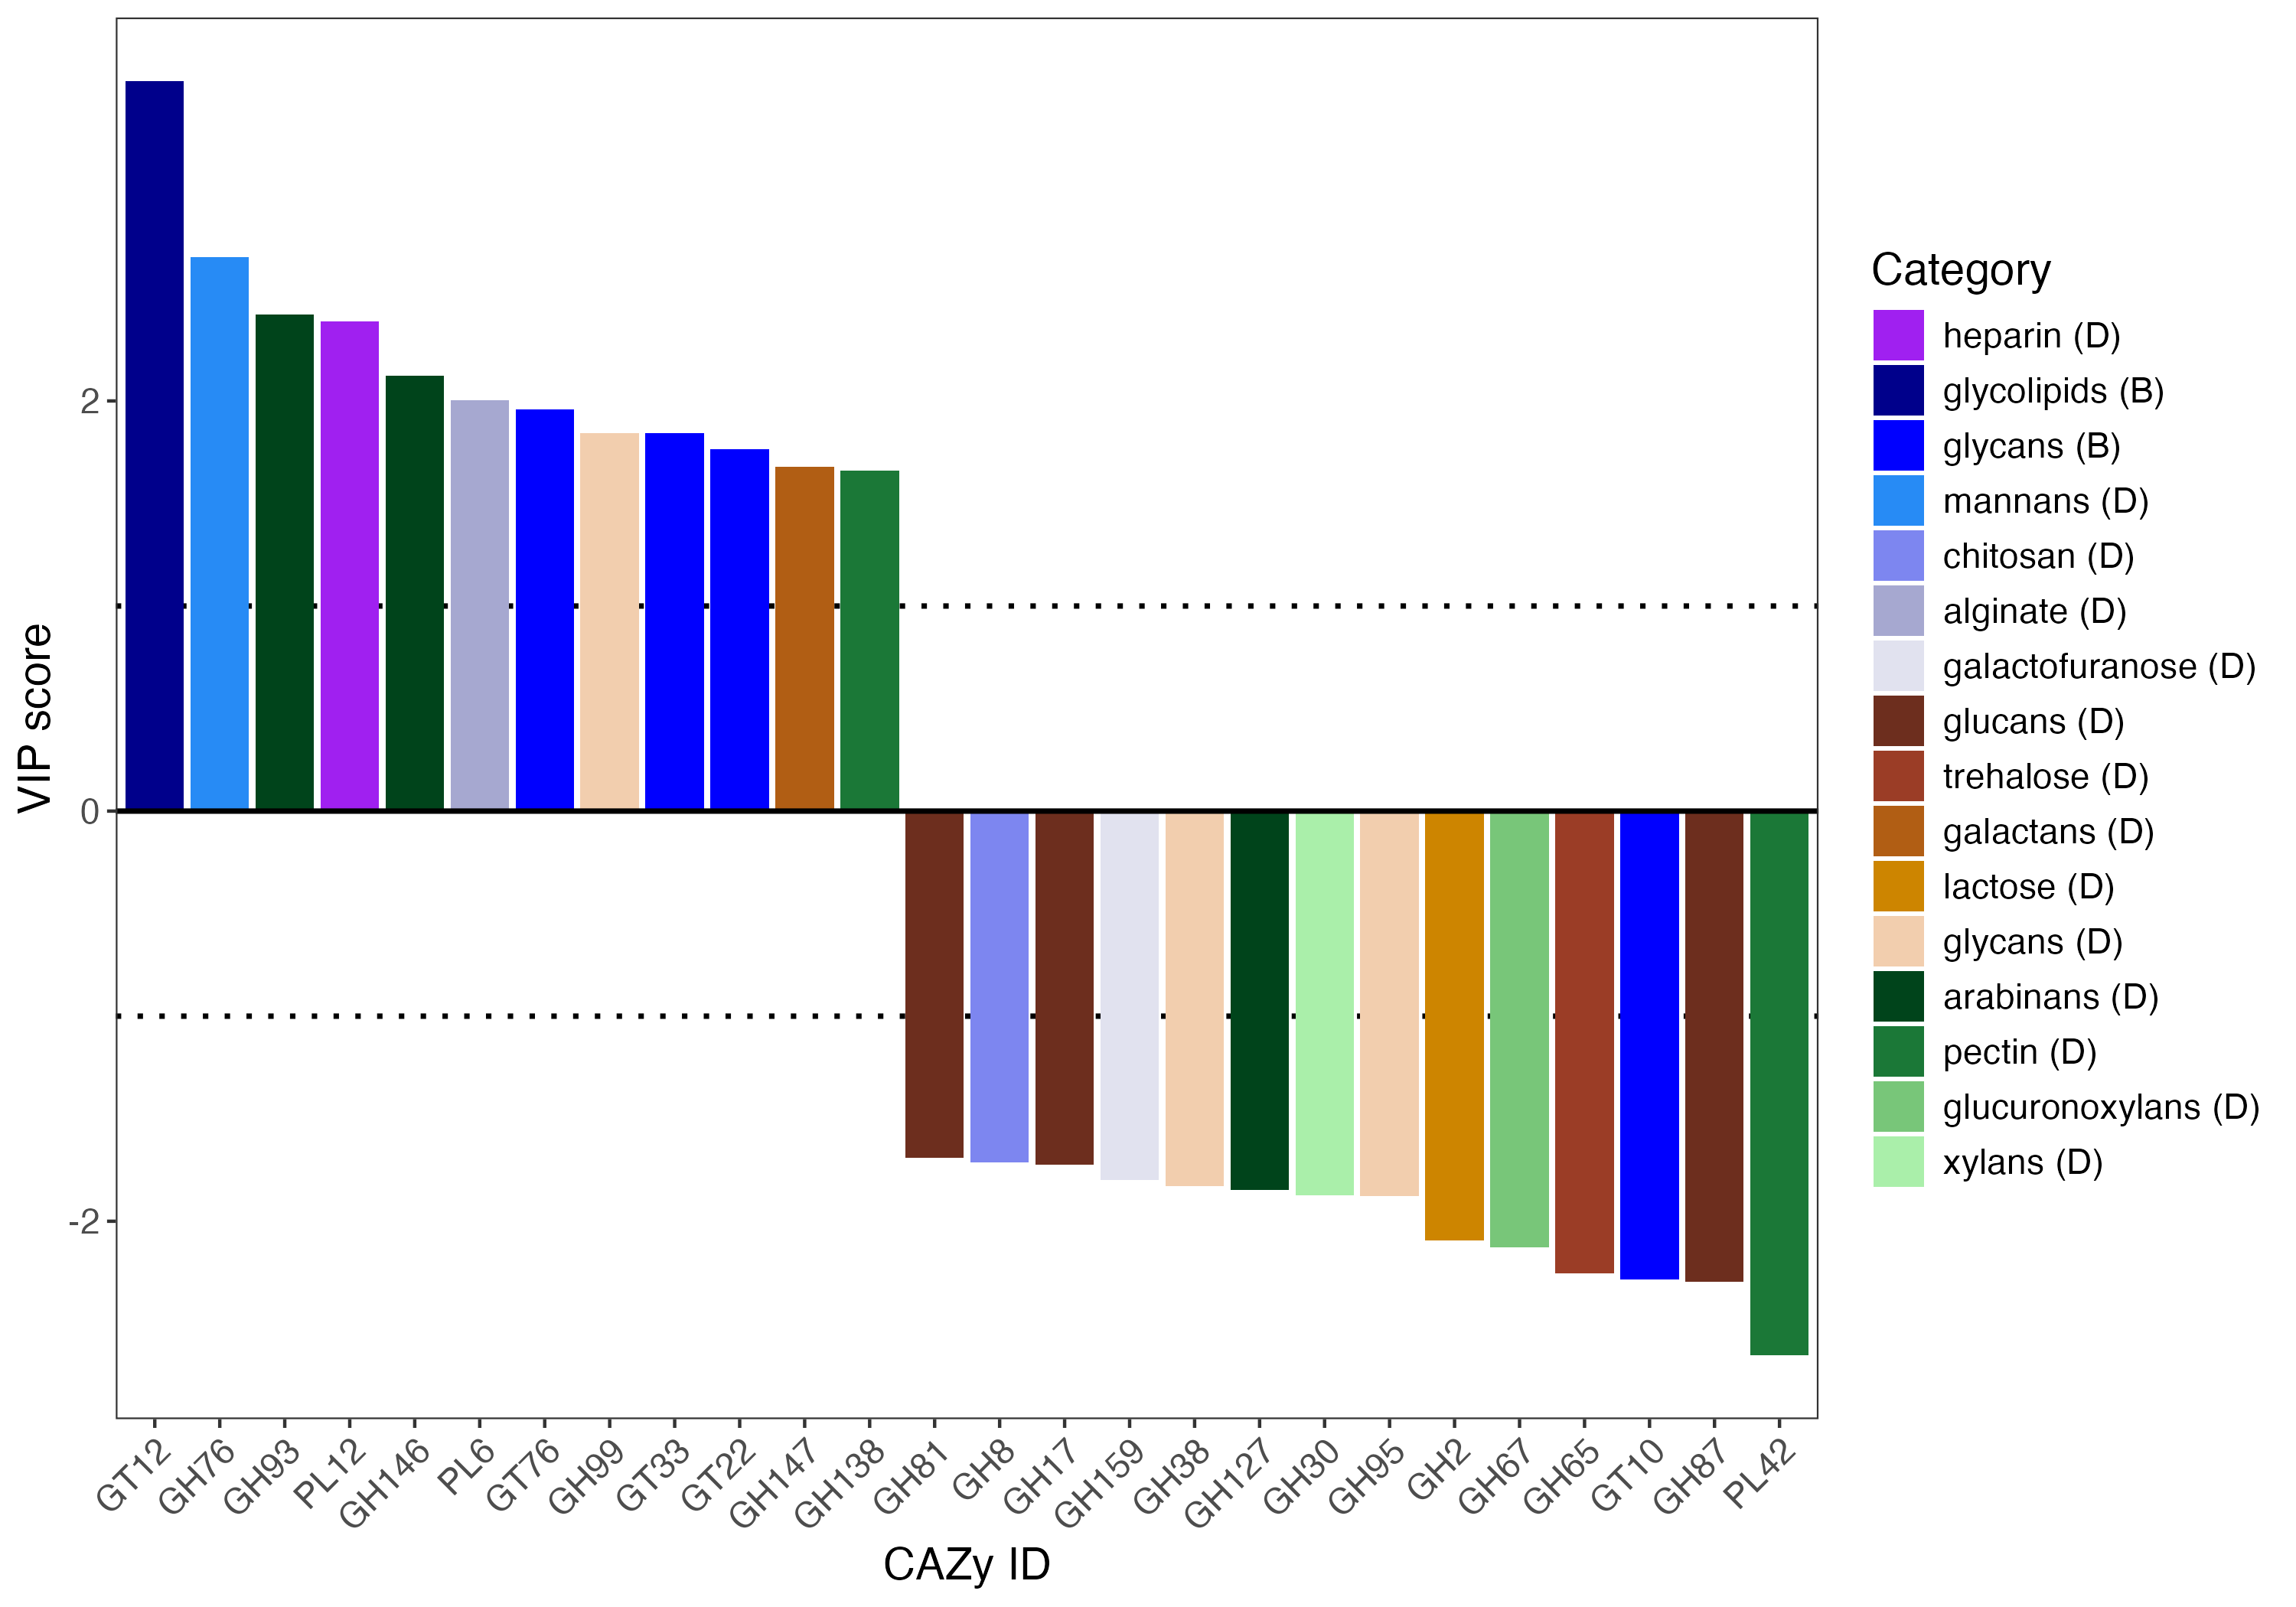 VIP score
2
0
-2
GT12
GH76
GH93
PL12
GH146
PL6
GT76
GH99
GT33
GT22
GH147
GH138
GH81
GH8
GH17
GH159
GH38
GH127
GH30
GH95
GH2
GH67
GH65
GT10
GH87
PL42
CAZy ID
Category
heparin (D)
glycolipids (B)
glycans (B)
mannans (D)
chitosan (D)
alginate (D)
galactofuranose (D)
glucans (D)
trehalose (D)
galactans (D)
lactose (D)
glycans (D)
arabinans (D)
pectin (D)
glucuronoxylans (D)
xylans (D)